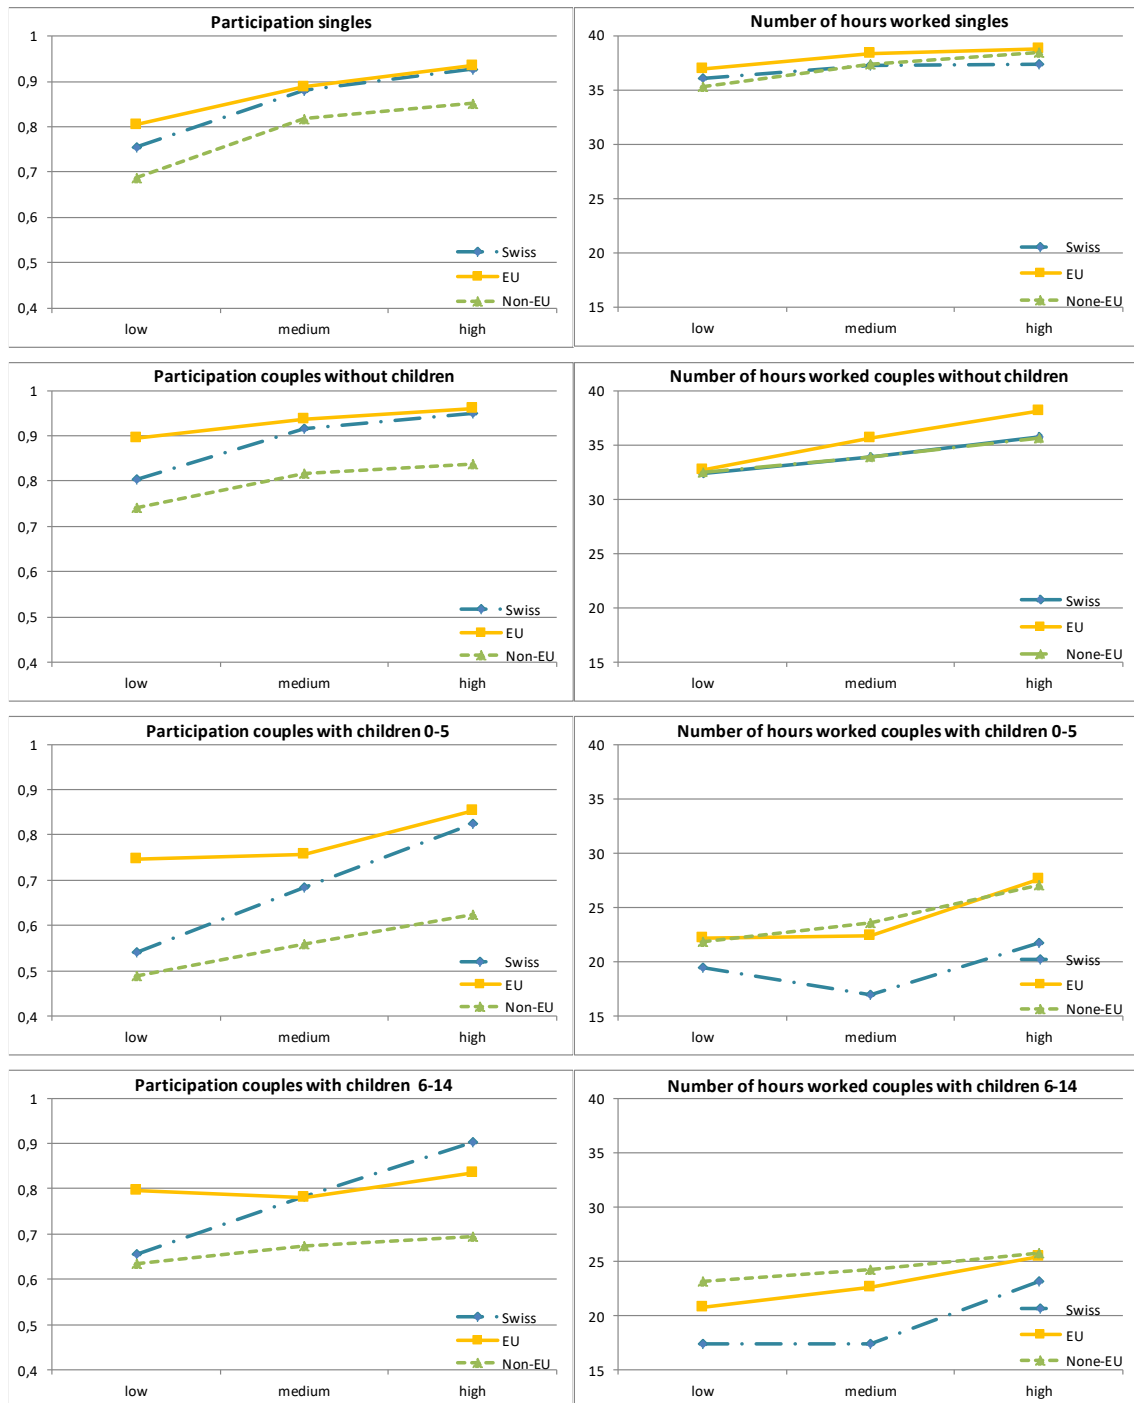 Participation singles
1
0,9
0,8
0,7
0,6
0,5
0,4
low medium high
Swiss
EU
Non-EU
Number of hours worked singles
40
35
30
25
20
15
low medium high
Swiss
EU
None-EU
Participation couples without children
1
0,9
0,8
0,7
0,6
0,5
0,4
low medium high
Swiss
EU
Non-EU
Number of hours worked couples without children
40
35
30
25
20
15
low medium high
Swiss
EU
None-EU
Participation couples with children 0-5
1
0,9
0,8
0,7
0,6
0,5
0,4
low medium high
Swiss
EU
Non-EU
Number of hours worked couples with children 0-5
40
35
30
25
20
15
low medium high
Swiss
EU
None-EU
Participation couples with children 6-14
1
0,9
0,8
0,7
0,6
0,5
0,4
low medium high
Swiss
EU
Non-EU
Number of hours worked couples with children 6-14
40
35
30
25
20
15
low medium high
Swiss
EU
None-EU